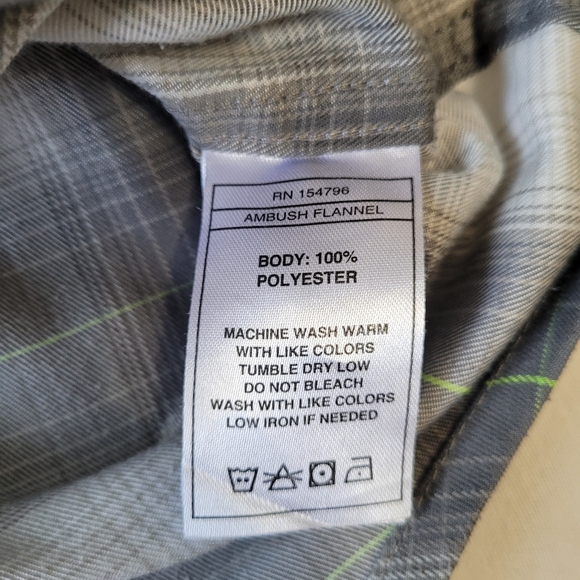 RN 154796
AMBUSH FLANNEL
BODY: 100%
POLYESTER
MACHINE WASH WARM
WITH LIKE COLORS
TUMBLE DRY LOW
DO NOT BLEACH
WASH WITH LIKE COLORS
LOW IRON IF NEEDED